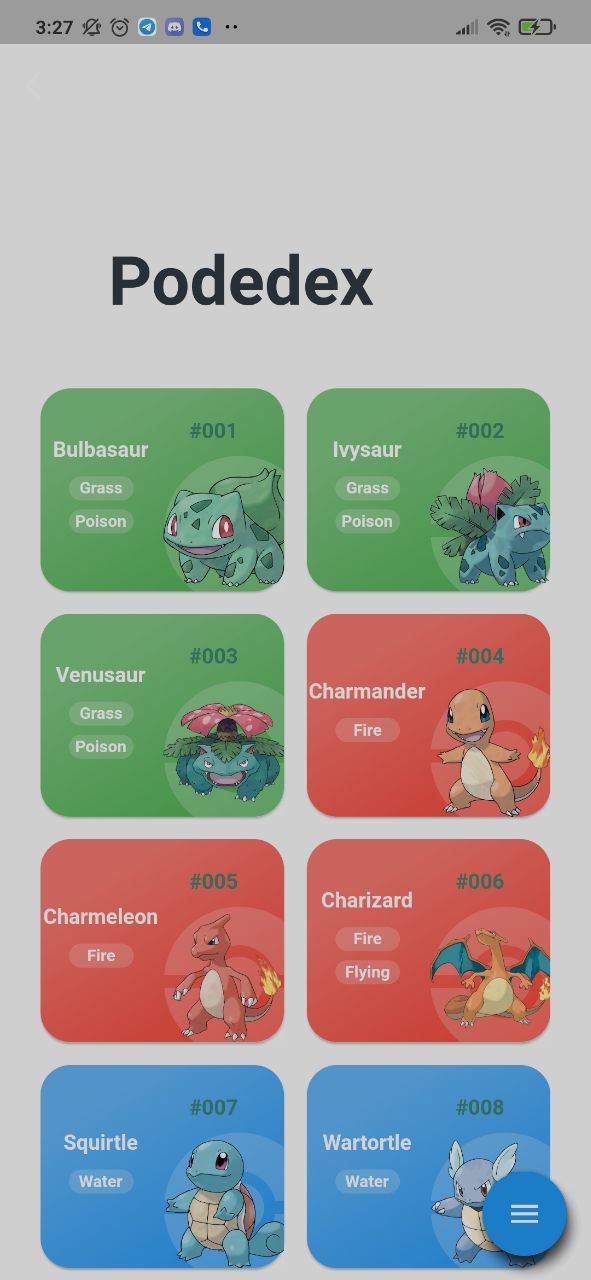 3:27
Podedex
#001
Bulbasaur
Grass
Poison
#002
Ivysaur
Grass
Poison
#003
Venusaur
Grass
Poison
#004
Charmander
Fire
#005
Charmeleon
Fire
#006
Charizard
Fire
Flying
#007
Squirtle
Water
#008
Wartortle
Water